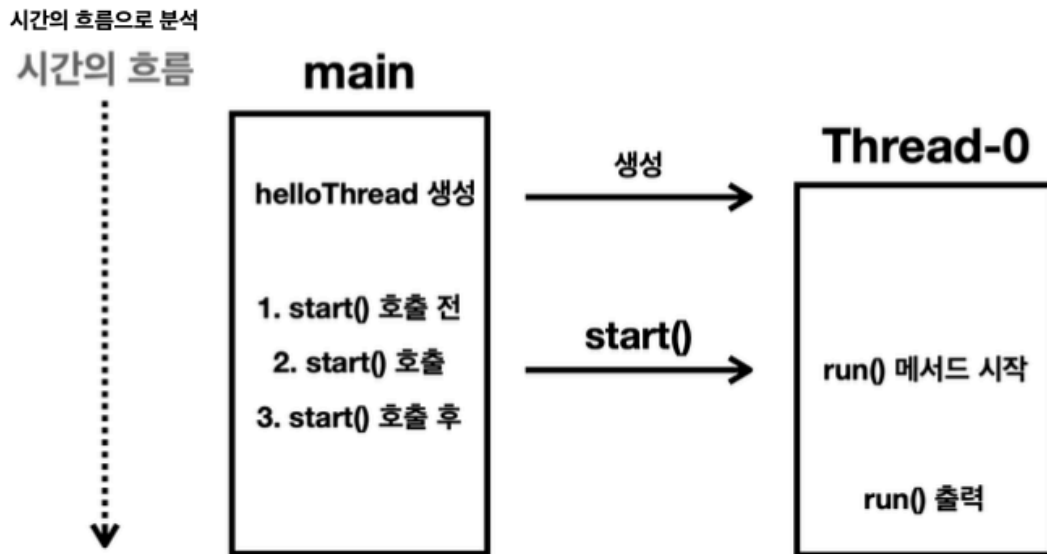 시간의 흐름으로 분석
시간의 흐름
main
helloThread 생성
1. start() 호출 전
2. start() 호출
3. start() 호출 후
생성
start()
Thread-0
run() 메서드 시작
run() 출력